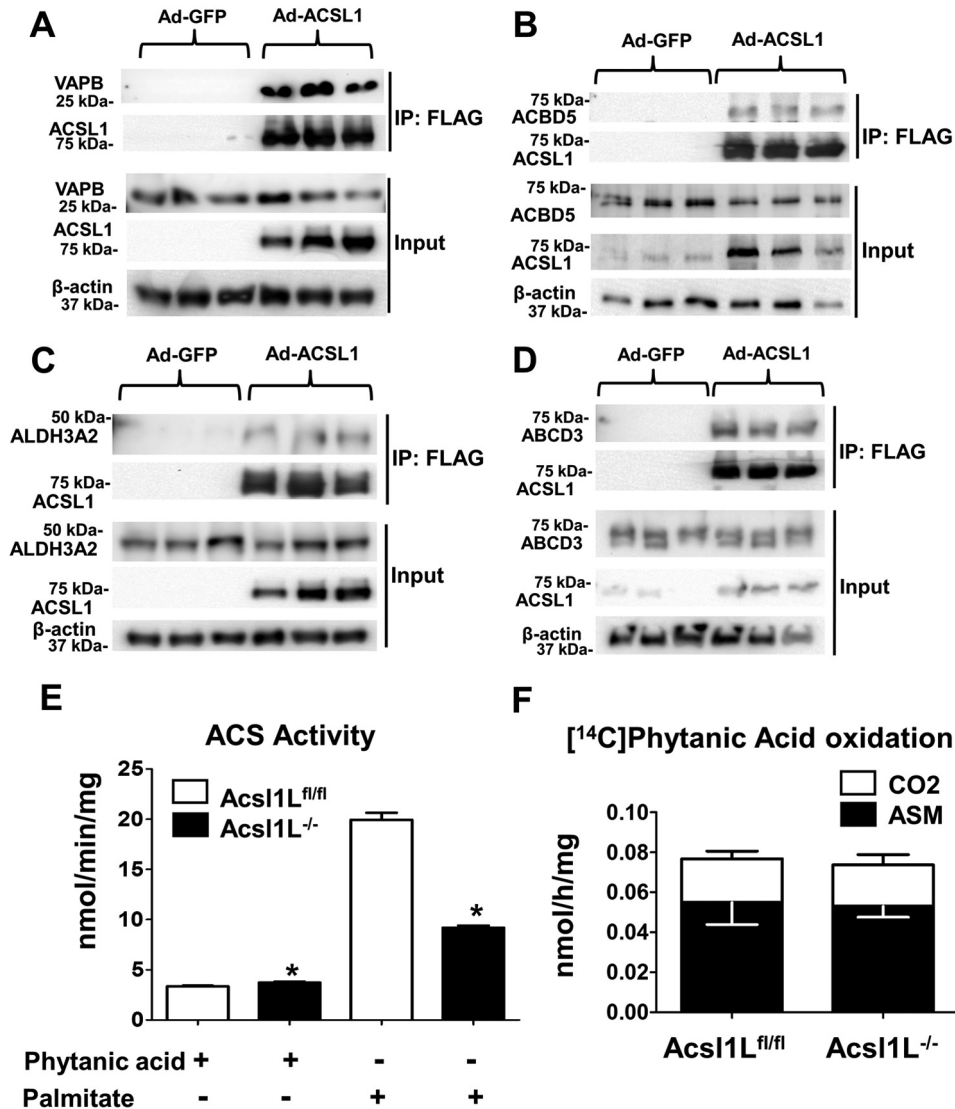 A
Ad-GFP Ad-ACSL1
VAPB
25 kDa-
ACSL1
75 kDa-
IP: FLAG
VAPB
25 kDa-
ACSL1
75 kDa-
Input
β-actin
37 kDa-
B
Ad-GFP Ad-ACSL1
75 kDa-
ACBD5
75 kDa-
ACSL1
IP: FLAG
75 kDa-
ACBD5
75 kDa-
ACSL1
Input
β-actin
37 kDa-
C
Ad-GFP Ad-ACSL1
50 kDa-
ALDH3A2
75 kDa-
ACSL1
IP: FLAG
50 kDa-
ALDH3A2
75 kDa-
ACSL1
Input
β-actin
37 kDa-
D
Ad-GFP Ad-ACSL1
75 kDa-
ABCD3
75 kDa-
ACSL1
IP: FLAG
75 kDa-
ABCD3
75 kDa-
ACSL1
Input
β-actin
37 kDa-
E
ACS Activity
nmol/min/mg
25
20
15
10
5
0
Acsl1Lfl/fl
Acsl1L-/-
*
*
Phytanic acid + + - -
Palmitate - - + +
F
[14C]Phytanic Acid oxidation
CO2
ASM
nmol/h/mg
0.10
0.08
0.06
0.04
0.02
0.00
Acsl1Lfl/fl Acsl1L-/-